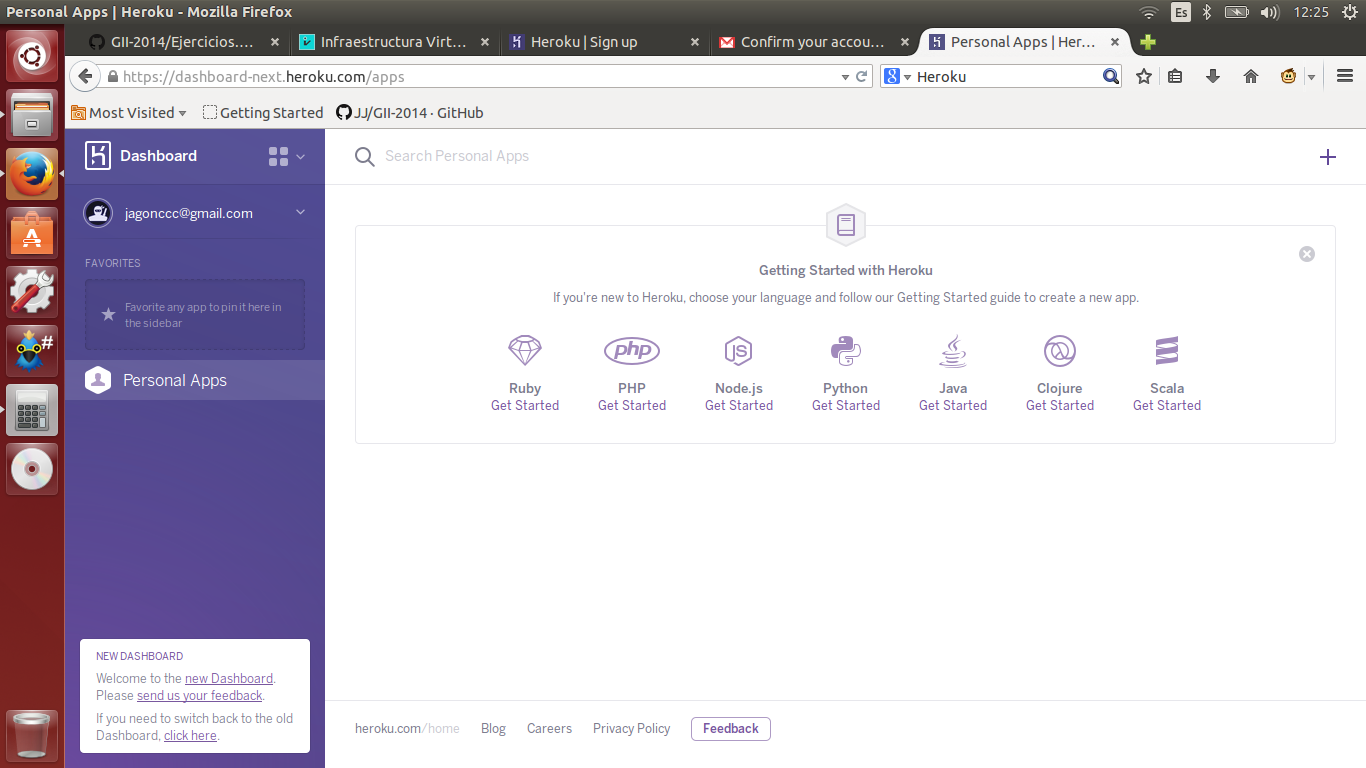 Personal Apps | Heroku - Mozilla Firefox
Es
12:25
GII-2014/Ejercicios....
Infraestructura Virt...
Heroku | Sign up
Confirm your accou...
Personal Apps | Her...
https://dashboard-next.heroku.com/apps
8
Heroku
Most Visited
Getting Started
JJ/GII-2014 · GitHub
Dashboard
Search Personal Apps
jagonccc@gmail.com
FAVORITES
Favorite any app to pin it here in
the sidebar
Personal Apps
Getting Started with Heroku
If you're new to Heroku, choose your language and follow our Getting Started guide to create a new app.
php
JS
Ruby
PHP
Node.js
Python
Java
Clojure
Scala
Get Started
Get Started
Get Started
Get Started
Get Started
Get Started
Get Started
NEW DASHBOARD
Welcome to the new Dashboard.
Please send us your feedback.
If you need to switch back to the old
Dashboard, click here.
heroku.com/home
Blog
Careers
Privacy Policy
Feedback